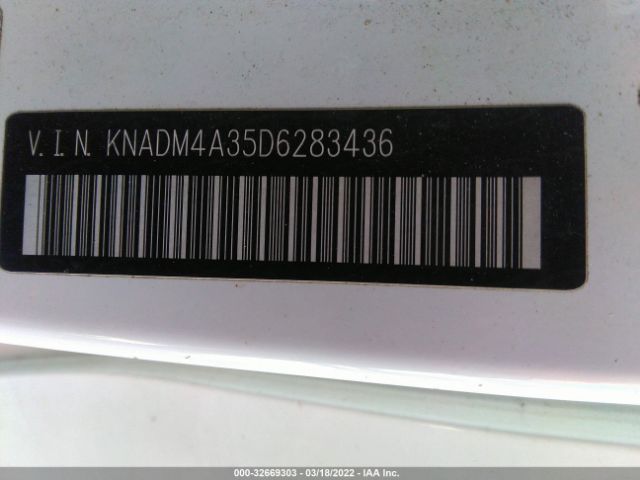 V.I.N. KNADM4A35D6283436
000-32669303 | 03/18/2022 - IAA Inc.